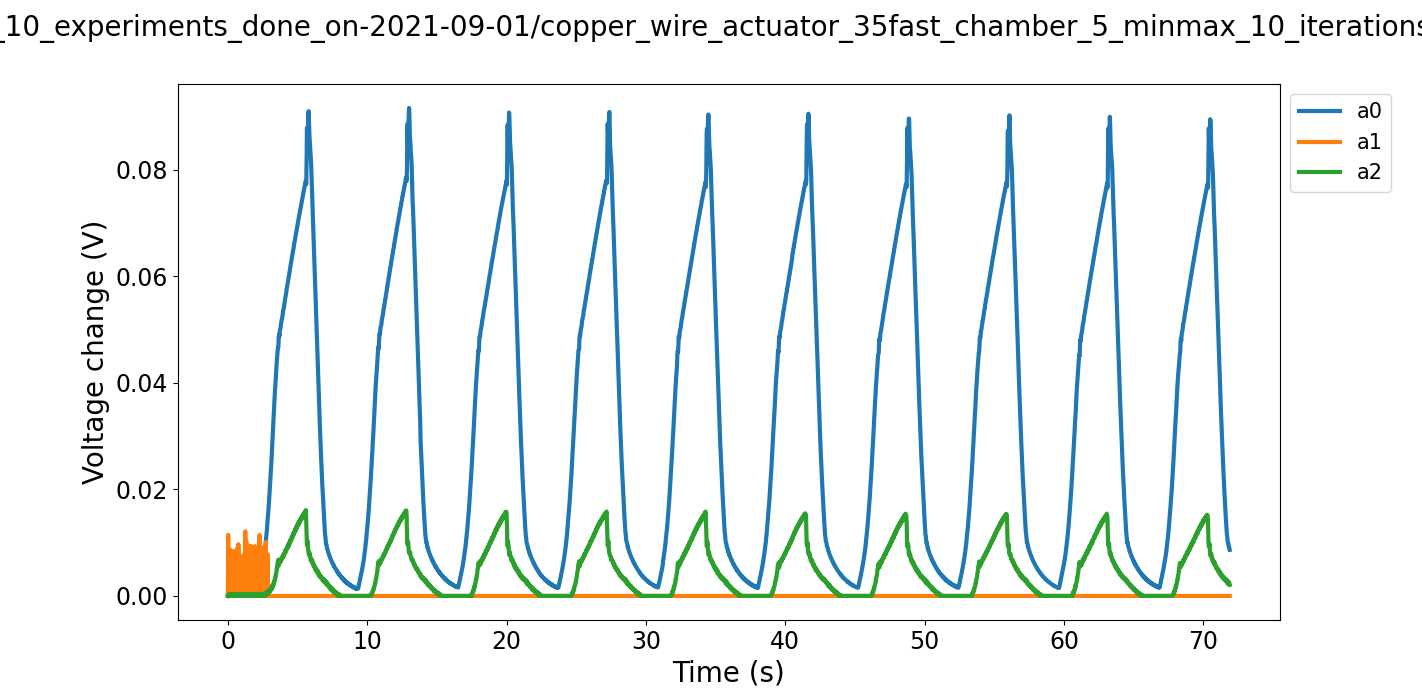 _10_experiments_done_on-2021-09-01/copper_wire_actuator_35fast_chamber_5_minmax_10_iterations
a0
a1
a2
0.08
0.06
0.04
0.02
0.00
Voltage change (V)
0 10 20 30 40 50 60 70
Time (s)